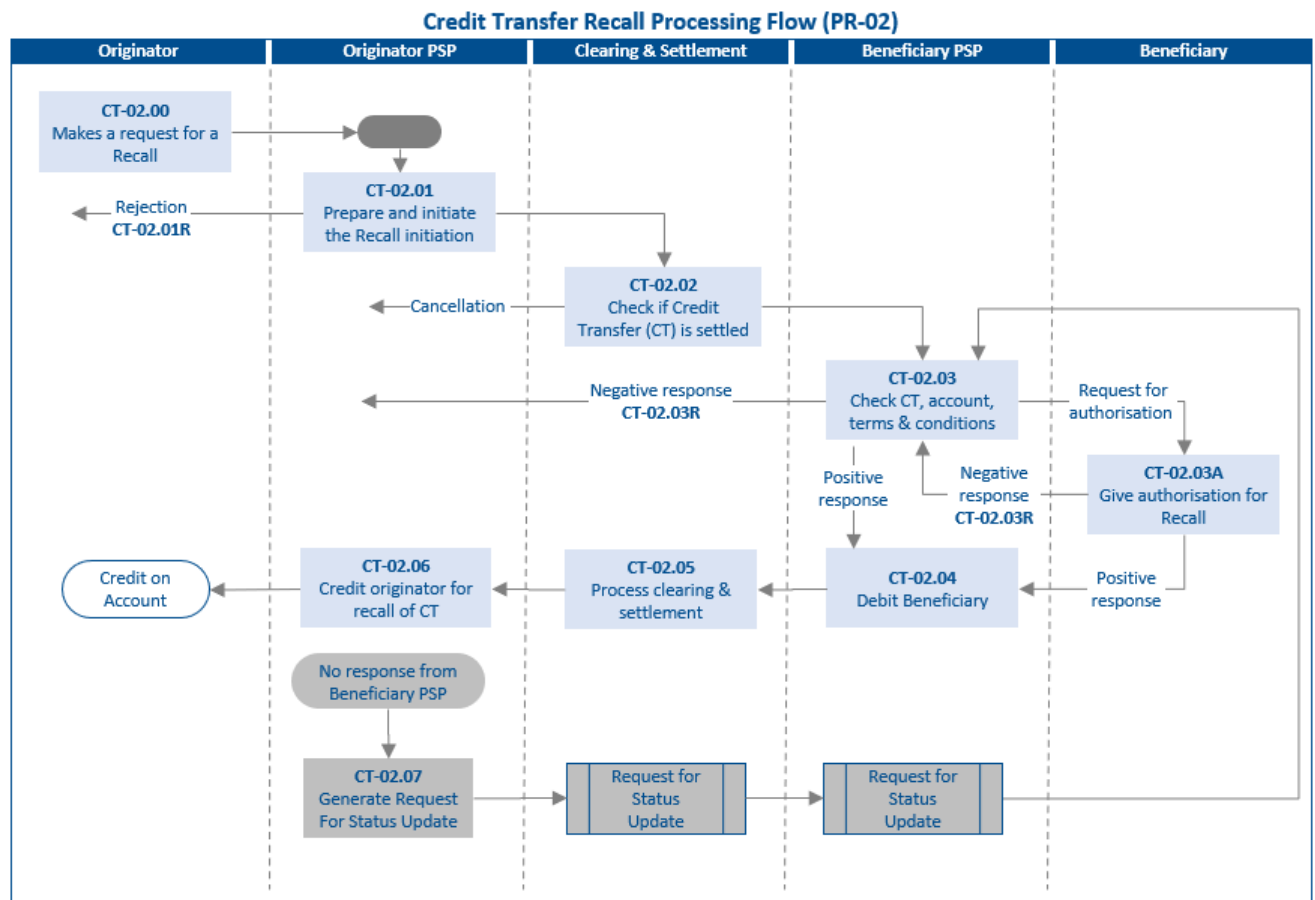 Credit Transfer Recall Processing Flow (PR-02)
Originator
Originator PSP
Clearing & Settlement
Beneficiary PSP
Beneficiary
CT-02.00
Makes a request for a
Recall
CT-02.01
Prepare and initiate
the Recall initiation
Rejection
CT-02.01R
CT-02.02
Check if Credit
Transfer (CT) is settled
Cancellation
CT-02.03
Check CT, account,
terms & conditions
Negative response
CT-02.03R
Request for
authorisation
CT-02.03A
Give authorisation for
Recall
Negative
response
CT-02.03R
Positive
response
Positive
response
CT-02.04
Debit Beneficiary
CT-02.05
Process clearing &
settlement
CT-02.06
Credit originator for
recall of CT
Credit on
Account
No response from
Beneficiary PSP
CT-02.07
Generate Request
For Status Update
Request for
Status
Update
Request for
Status
Update